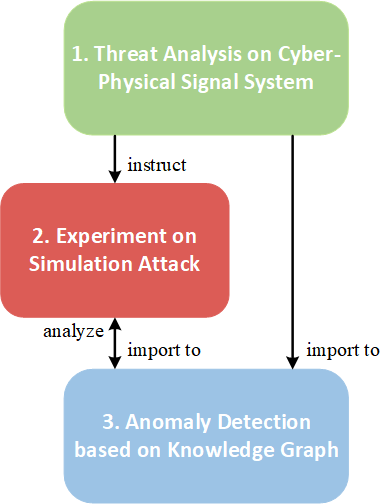 1. Threat Analysis on Cyber-
Physical Signal System
instruct
2. Experiment on
Simulation Attack
analyze
import to
import to
3. Anomaly Detection
based on Knowledge Graph